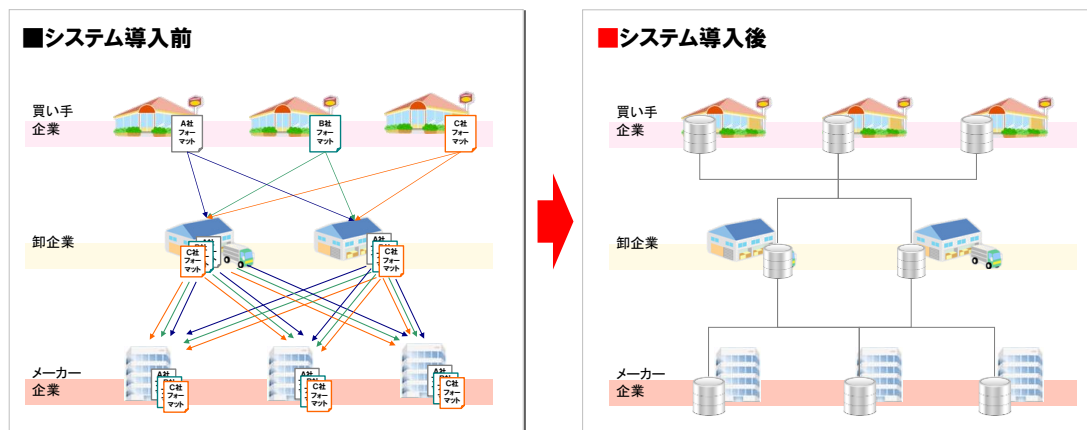 ■システム導入前
買い手
企業
A社
フォー
マット
B社
フォー
マット
C社
フォー
マット
卸企業
C社
フォー
マット
C社
フォー
マット
メーカー
企業
C社
フォー
マット
C社
フォー
マット
C社
フォー
マット
■システム導入後
買い手
企業
卸企業
メーカー
企業